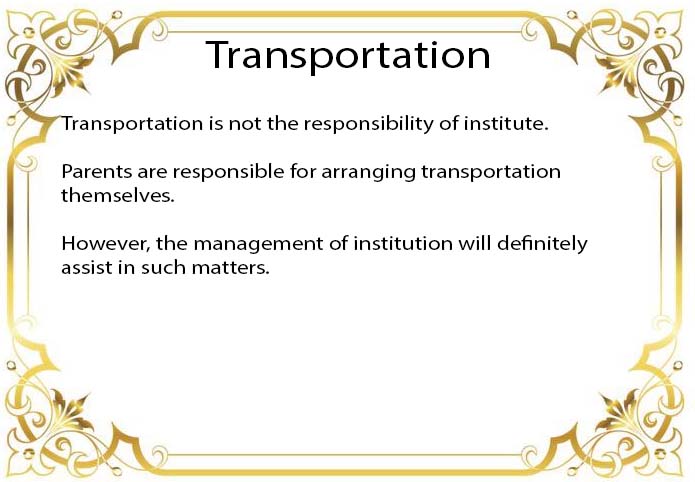 Transportation
Transportation is not the responsibility of institute.
Parents are responsible for arranging transportation
themselves.
However, the management of institution will definitely
assist in such matters.